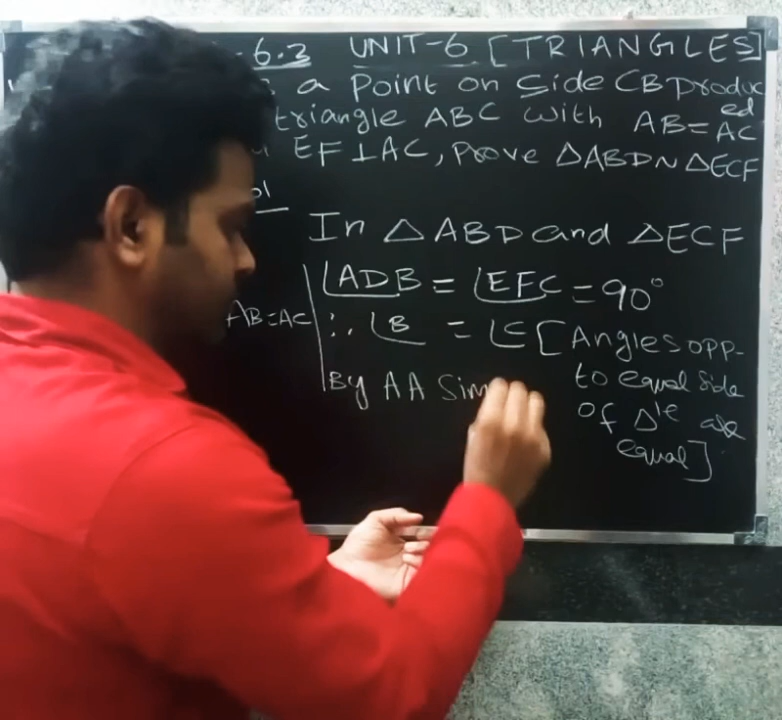 6.3 UNIT-6 [TRIANGLES]
a Point on Side CB produced
triangle ABC with AB=AC
EF⊥AC, Prove △ABD~△ECF
In △ABD and △ECF
∠ADB = ∠EFC = 90°
AB=AC ∴ ∠B = ∠C [Angles opp-
to equal side
By AA Sim
of Δ'e are
equal]